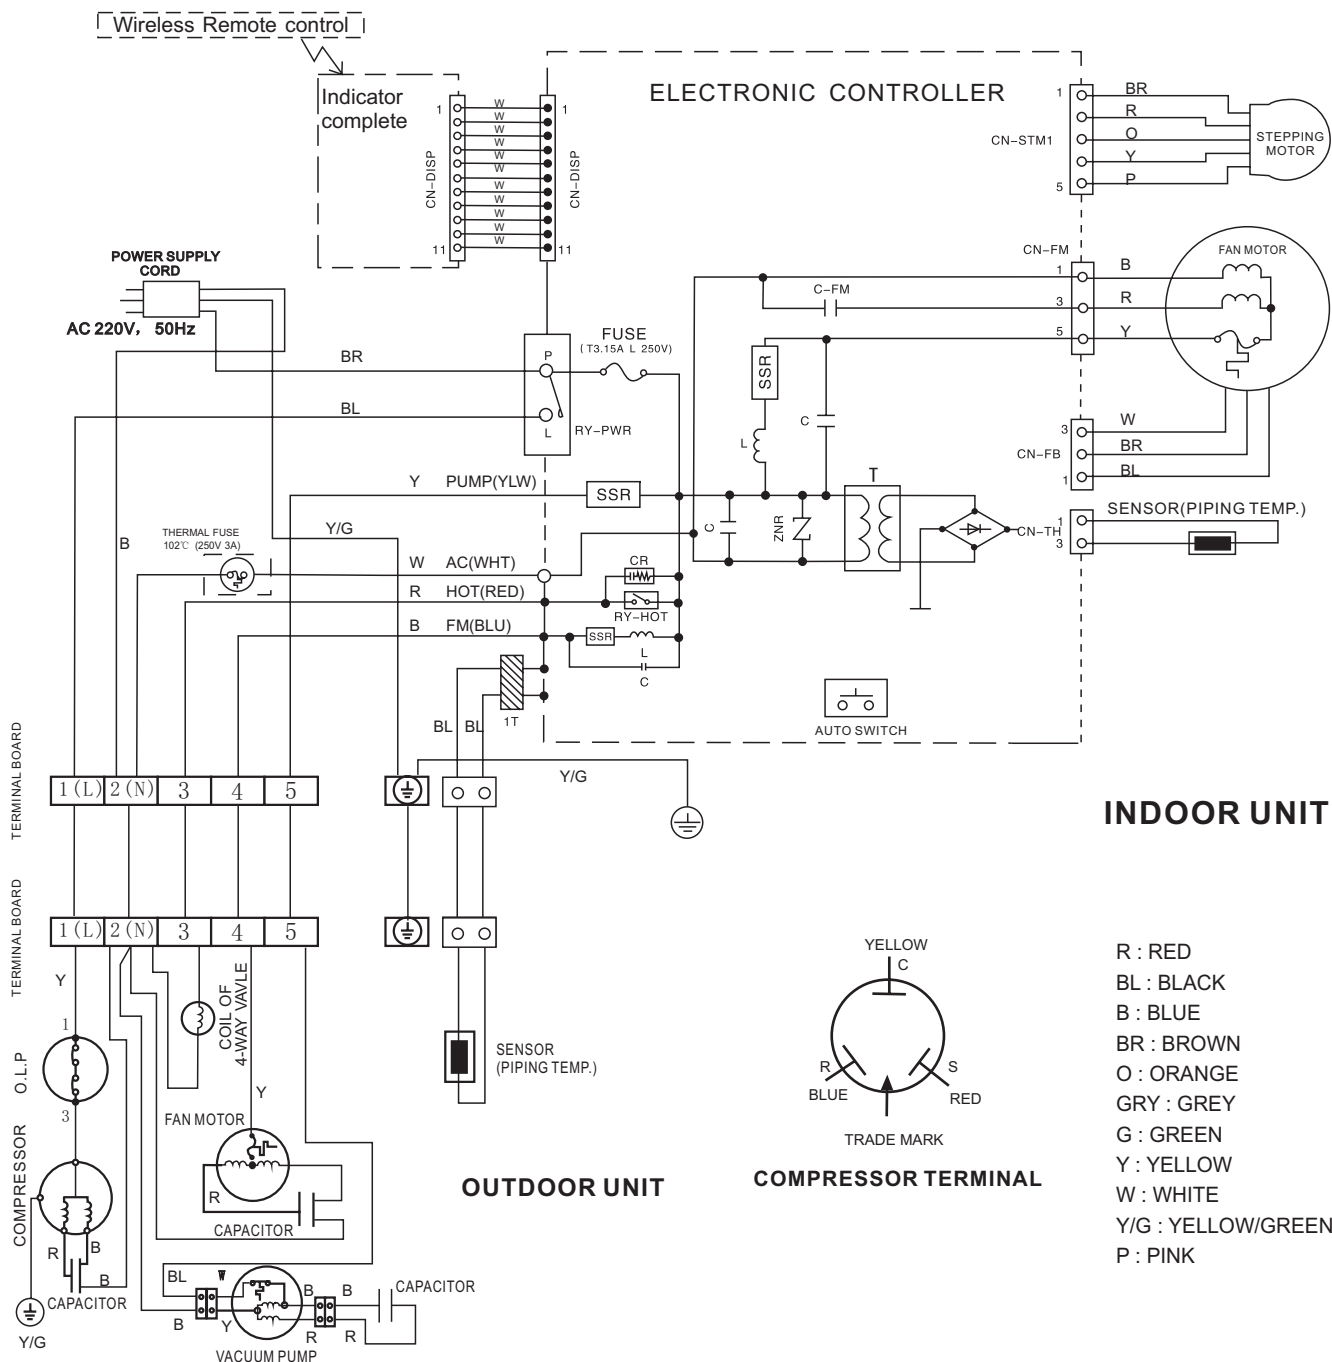 Wireless Remote control
Indicator
complete
1
11
CN-DISP
W
W
W
W
W
W
W
W
W
W
W
1
11
CN-DISP
ELECTRONIC CONTROLLER
1
CN-STM1
5
BR
R
O
Y
P
STEPPING
MOTOR
CN-FM
1
3
5
B
R
Y
FAN MOTOR
C-FM
POWER SUPPLY
CORD
AC 220V, 50Hz
BR
BL
P
L
RY-PWR
FUSE
(T3.15A L 250V)
SSR
L
C
3
CN-FB
1
W
BR
BL
Y PUMP(YLW)
SSR
C
ZNR
T
CN-TH
1
3
SENSOR(PIPING TEMP.)
THERMAL FUSE
102℃ (250V 3A)
B
Y/G
W AC(WHT)
R HOT(RED)
B FM(BLU)
CR
RY-HOT
SSR
L
C
1T
BL BL
AUTO SWITCH
Y/G
TERMINAL BOARD
1(L) 2(N) 3 4 5
INDOOR UNIT
TERMINAL BOARD
1(L) 2(N) 3 4 5
Y
1
O.L.P
3
COMPRESSOR
R
B
B
CAPACITOR
Y/G
COIL OF
4-WAY VAVLE
Y
FAN MOTOR
R
CAPACITOR
BL
W
B
Y
B
R
B
R
CAPACITOR
VACUUM PUMP
SENSOR
(PIPING TEMP.)
OUTDOOR UNIT
YELLOW
C
R
BLUE
S
RED
TRADE MARK
COMPRESSOR TERMINAL
R : RED
BL : BLACK
B : BLUE
BR : BROWN
O : ORANGE
GRY : GREY
G : GREEN
Y : YELLOW
W : WHITE
Y/G : YELLOW/GREEN
P : PINK